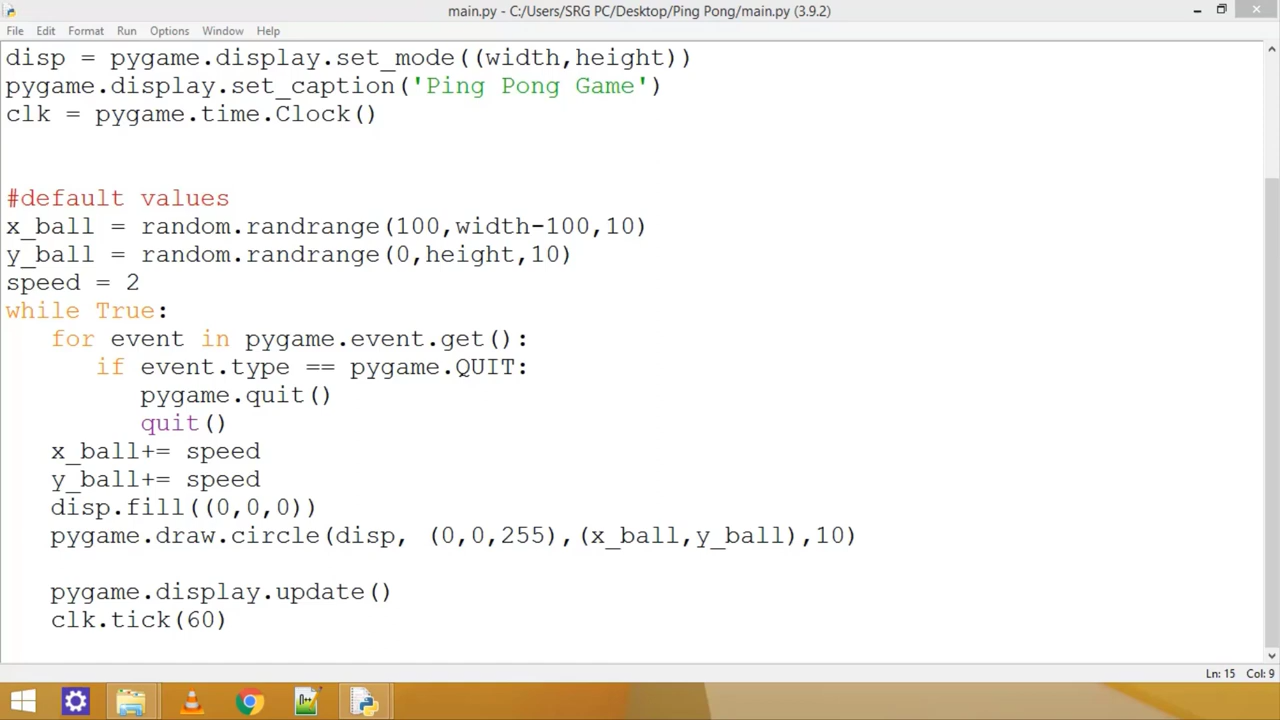 main.py - C:/Users/SRG PC/Desktop/Ping Pong/main.py (3.9.2)
File Edit Format Run Options Window Help
disp = pygame.display.set_mode((width,height))
pygame.display.set_caption('Ping Pong Game')
clk = pygame.time.Clock()
#default values
x_ball = random.randrange(100,width-100,10)
y_ball = random.randrange(0,height,10)
speed = 2
while True:
   for event in pygame.event.get():
      if event.type == pygame.QUIT:
         pygame.quit()
         quit()
   x_ball+= speed
   y_ball+= speed
   disp.fill((0,0,0))
   pygame.draw.circle(disp, (0,0,255),(x_ball,y_ball),10)
   pygame.display.update()
   clk.tick(60)
Ln: 15 Col: 9